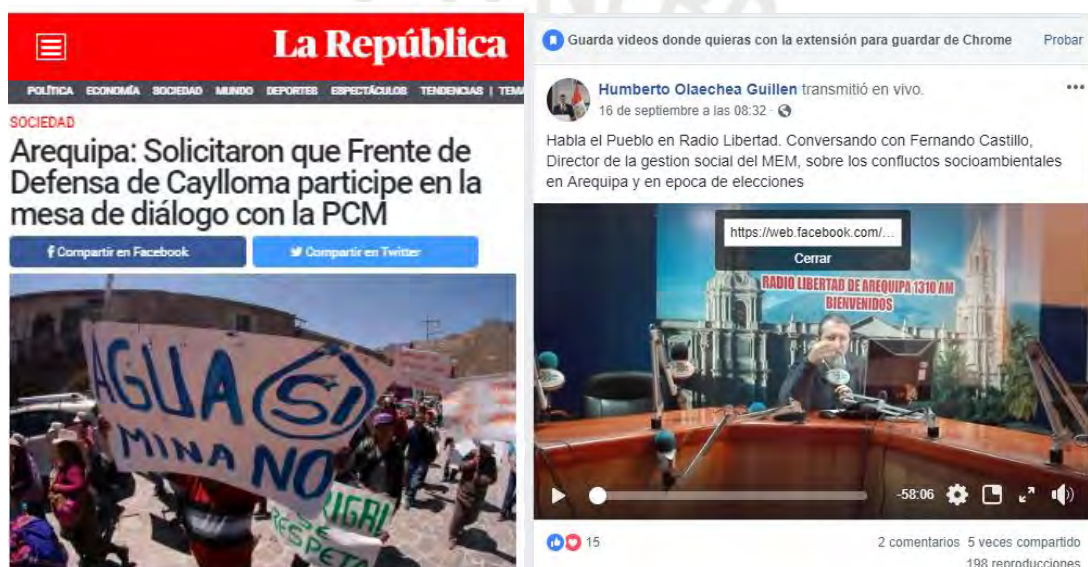 La República
POLÍTICA ECONOMÍA SOCIEDAD MUNDO DEPORTES ESPECTÁCULOS TENDENCIAS | TEMA
SOCIEDAD
Arequipa: Solicitaron que Frente de
Defensa de Caylloma participe en la
mesa de diálogo con la PCM
Compartir en Facebook
Compartir en Twitter
AGUA SI
MINA NO
SE
RESPETA
Guarda videos donde quieras con la extensión para guardar de Chrome Probar
Humberto Olaechea Guillen transmitió en vivo.
16 de septiembre a las 08:32
Habla el Pueblo en Radio Libertad. Conversando con Fernando Castillo,
Director de la gestion social del MEM, sobre los confluctos socioambientales
en Arequipa y en epoca de elecciones
https://web.facebook.com/...
Cerrar
RADIO LIBERTAD DE AREQUIPA 1310 AM
BIENVENIDOS
-58:06
15
2 comentarios 5 veces compartido
198 reproducciones